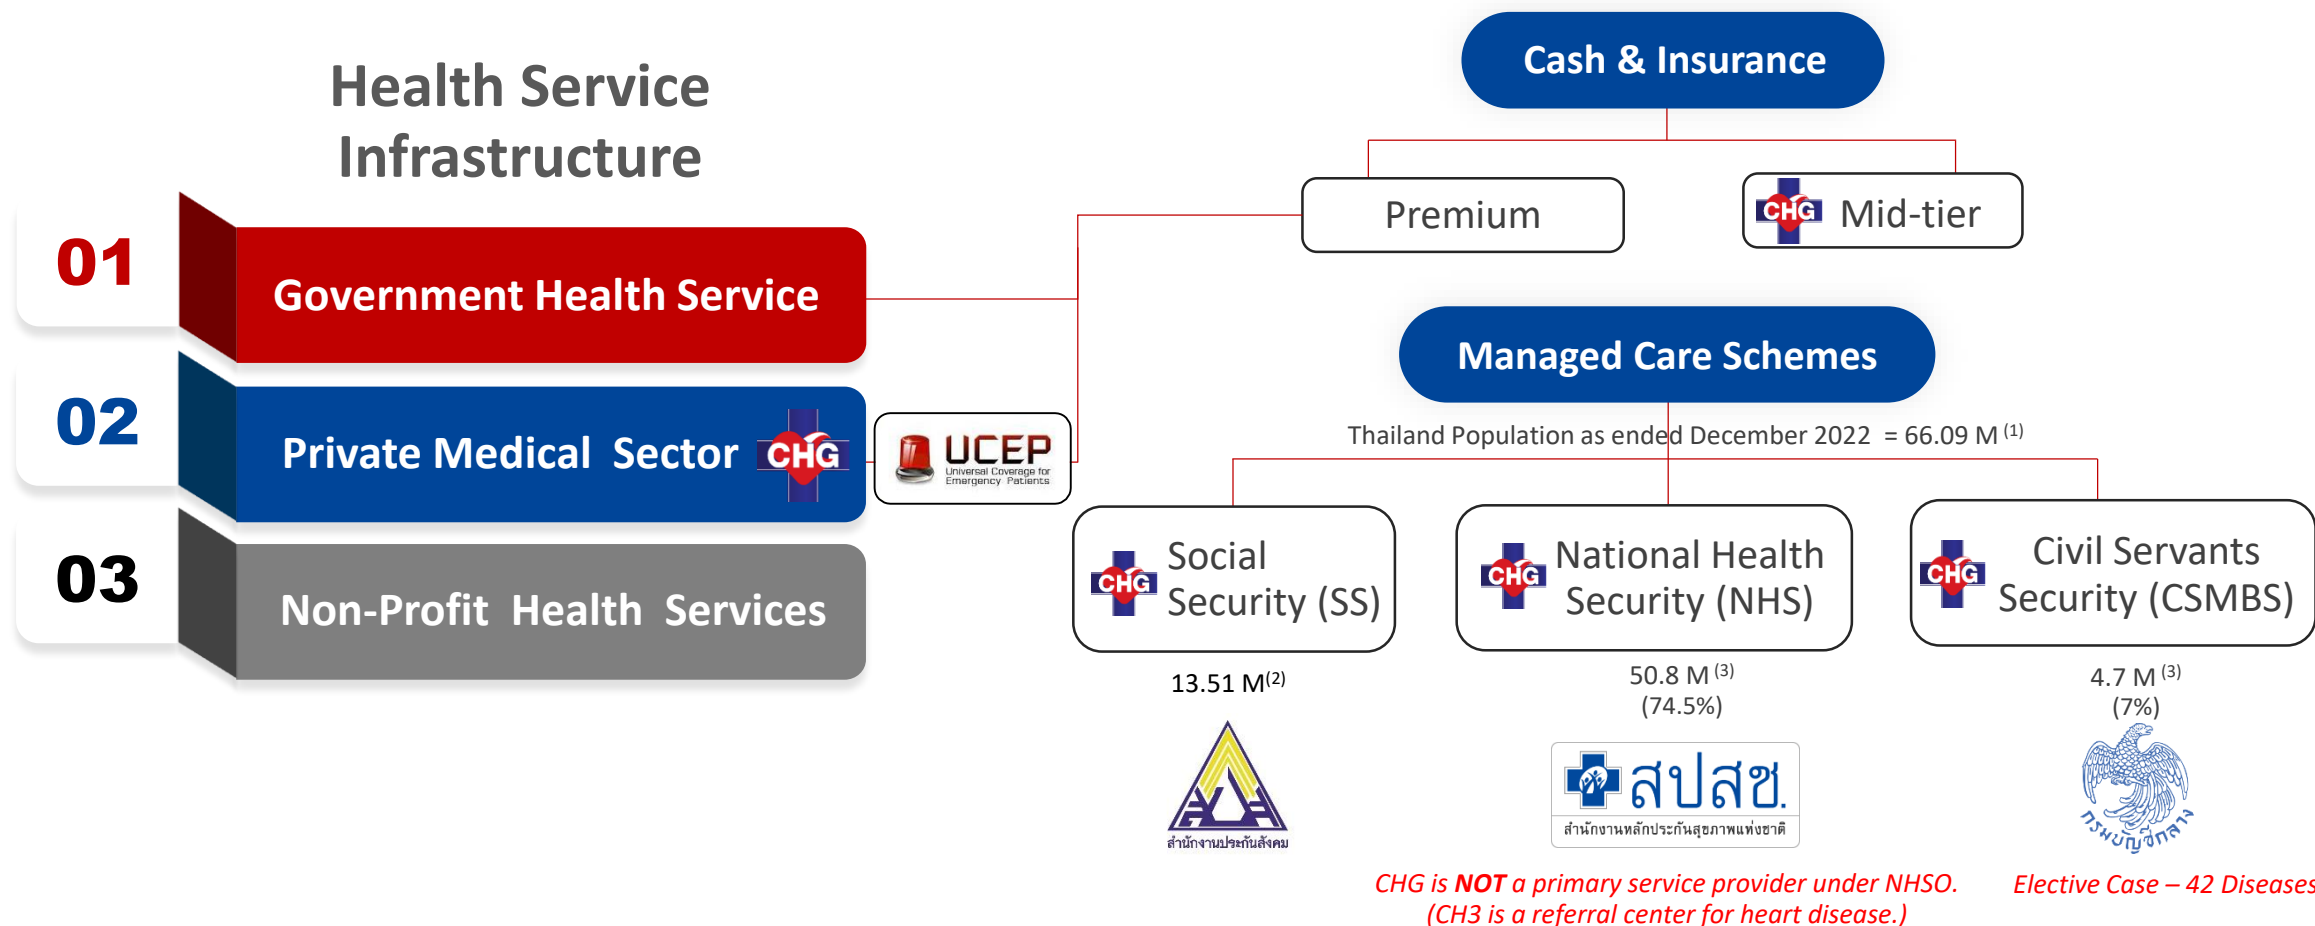 Health Service
Infrastructure
01
Government Health Service
02
Private Medical Sector
CHG
UCEP
Universal Coverage for
Emergency Patients
03
Non-Profit Health Services
Cash & Insurance
Premium
CHG
Mid-tier
Managed Care Schemes
Thailand Population as ended December 2022 = 66.09 M (1)
CHG
Social
Security (SS)
13.51 M(2)
สำนักงานประกันสังคม
CHG
National Health
Security (NHS)
50.8 M (3)
(74.5%)
สปสช.
สำนักงานหลักประกันสุขภาพแห่งชาติ
CHG is NOT a primary service provider under NHSO.
(CH3 is a referral center for heart disease.)
CHG
Civil Servants
Security (CSMBS)
4.7 M (3)
(7%)
กรมบัญชีกลาง
Elective Case – 42 Diseases